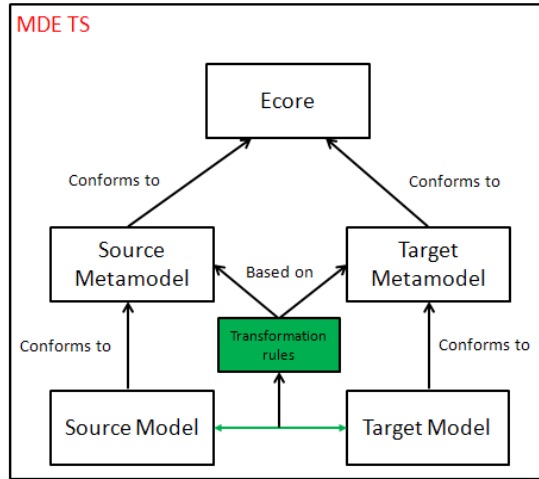 MDE TS
Ecore
Conforms to
Conforms to
Source
Metamodel
Based on
Target
Metamodel
Conforms to
Transformation
rules
Conforms to
Source Model
Target Model